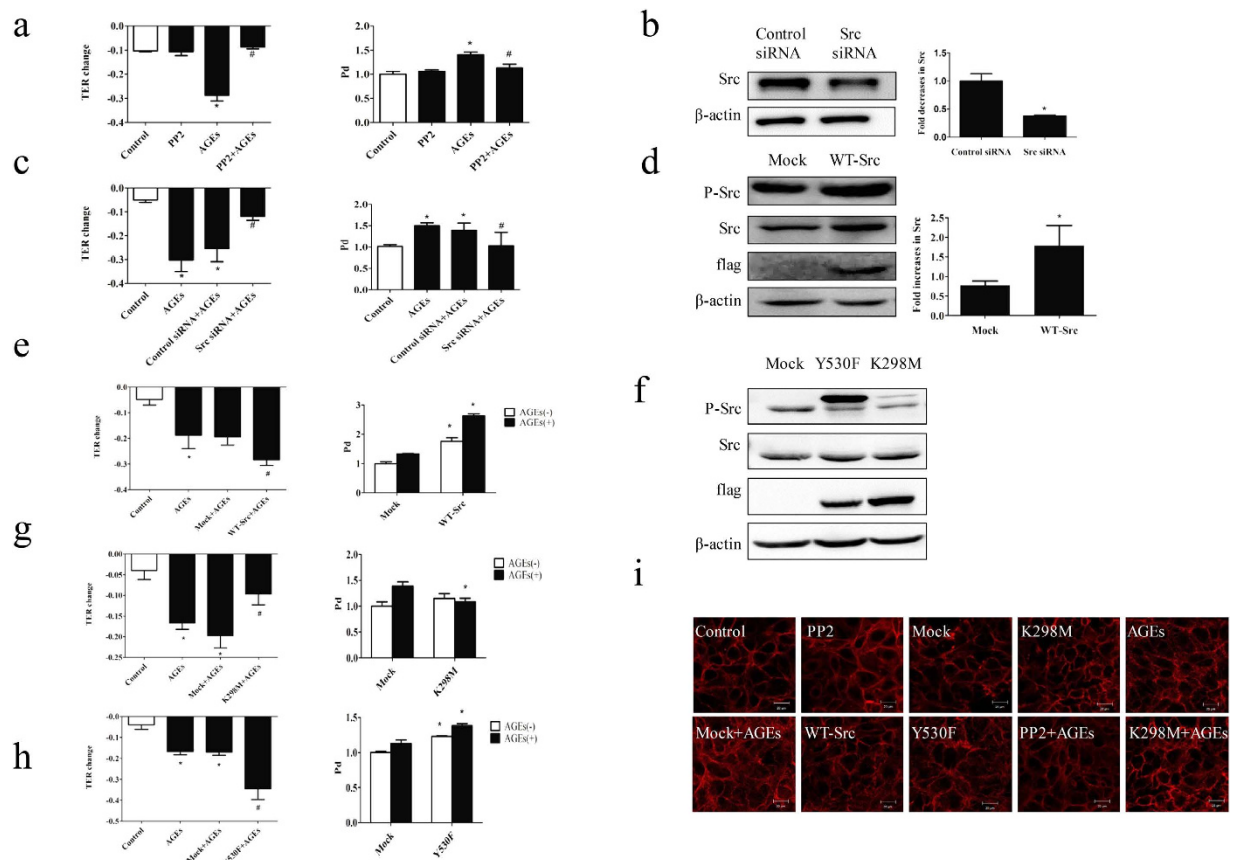 a
0.0
-0.1
-0.2
-0.3
-0.4
TER change
Control
PP2
AGEs
PP2+AGEs
*
#
2.0
1.5
1.0
0.5
0.0
Pd
Control
PP2
AGEs
PP2+AGEs
*
#
b
Control siRNA
Src siRNA
Src
β-actin
1.5
1.0
0.5
0.0
Fold decreases in Src
Control siRNA
Src siRNA
*
c
-0.0
-0.1
-0.2
-0.3
-0.4
TER change
Control
AGEs
Control siRNA+AGEs
Src siRNA+AGEs
*
*
#
2.0
1.5
1.0
0.5
0.0
Pd
Control
AGEs
Control siRNA+AGEs
Src siRNA+AGEs
*
*
#
d
Mock
WT-Src
P-Src
Src
flag
β-actin
2.5
2.0
1.5
1.0
0.5
0.0
Fold increases in Src
Mock
WT-Src
*
e
-0.0
-0.1
-0.2
-0.3
-0.4
TER change
Control
AGEs
Mock+AGEs
WT-Src+AGEs
*
#
3
2
1
0
Pd
Mock
WT-Src
*
*
AGEs(-)
AGEs(+)
f
Mock
Y530F
K298M
P-Src
Src
flag
β-actin
g
0.00
-0.05
-0.10
-0.15
-0.20
-0.25
TER change
Control
AGEs
Mock+AGEs
K298M+AGEs
*
*
#
2.0
1.5
1.0
0.5
0.0
Pd
Mock
K298M
*
AGEs(-)
AGEs(+)
h
-0.0
-0.1
-0.2
-0.3
-0.4
-0.5
TER change
Control
AGEs
Mock+AGEs
Y530F+AGEs
*
*
#
1.5
1.0
0.5
0.0
Pd
Mock
Y530F
*
*
AGEs(-)
AGEs(+)
i
Control
PP2
Mock
K298M
AGEs
Mock+AGEs
WT-Src
Y530F
PP2+AGEs
K298M+AGEs